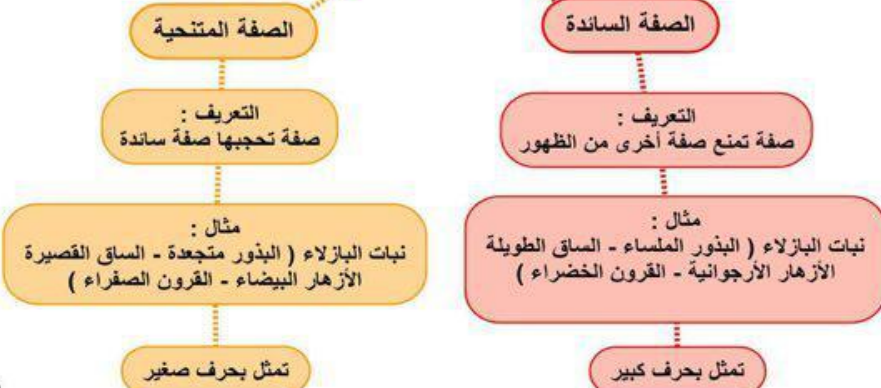 الصفة السائدة
التعريف :
صفة تمنع صفة أخرى من الظهور
مثال :
نبات البازلاء ( البذور الملساء - الساق الطويلة
الأزهار الأرجوانية - القرون الخضراء )
تمثل بحرف كبير
الصفة المتنحية
التعريف :
صفة تحجبها صفة سائدة
مثال :
نبات البازلاء ( البذور متجعدة - الساق القصيرة
الأزهار البيضاء - القرون الصفراء )
تمثل بحرف صغير